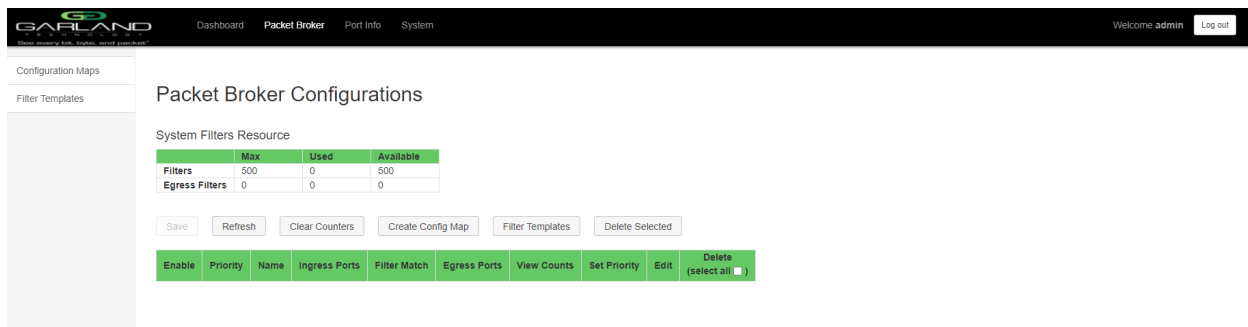 GARLAND
TECHNOLOGY
See every bit, byte, and packet™
Dashboard Packet Broker Port Info System
Welcome admin Log out
Configuration Maps
Filter Templates
Packet Broker Configurations
System Filters Resource
Max Used Available
Filters 500 0 500
Egress Filters 0 0 0
Save Refresh Clear Counters Create Config Map Filter Templates Delete Selected
Enable Priority Name Ingress Ports Filter Match Egress Ports View Counts Set Priority Edit Delete
(select all )